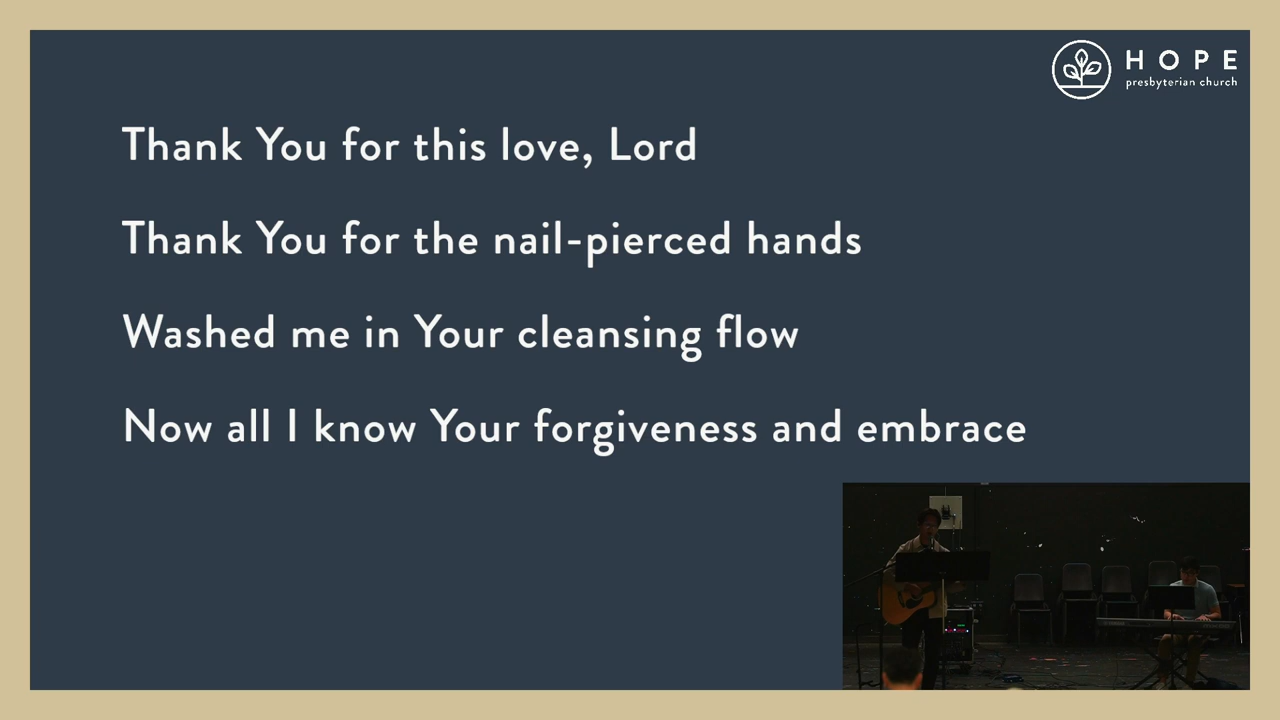 HOPE
presbyterian church
Thank You for this love, Lord
Thank You for the nail-pierced hands
Washed me in Your cleansing flow
Now all I know Your forgiveness and embrace